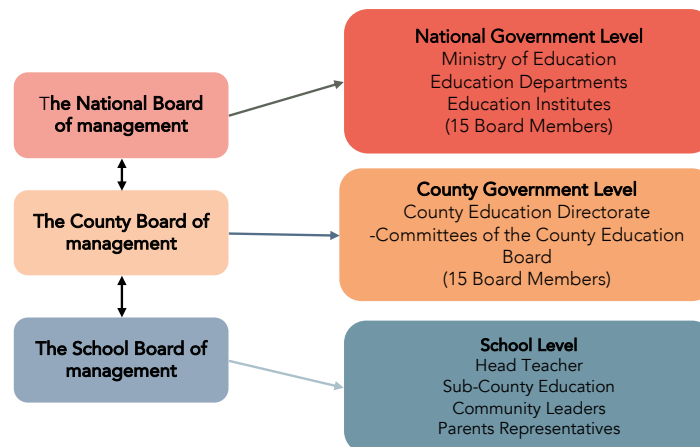 The National Board
of management
National Government Level
Ministry of Education
Education Departments
Education Institutes
(15 Board Members)
The County Board of
management
County Government Level
County Education Directorate
-Committees of the County Education
Board
(15 Board Members)
The School Board of
management
School Level
Head Teacher
Sub-County Education
Community Leaders
Parents Representatives